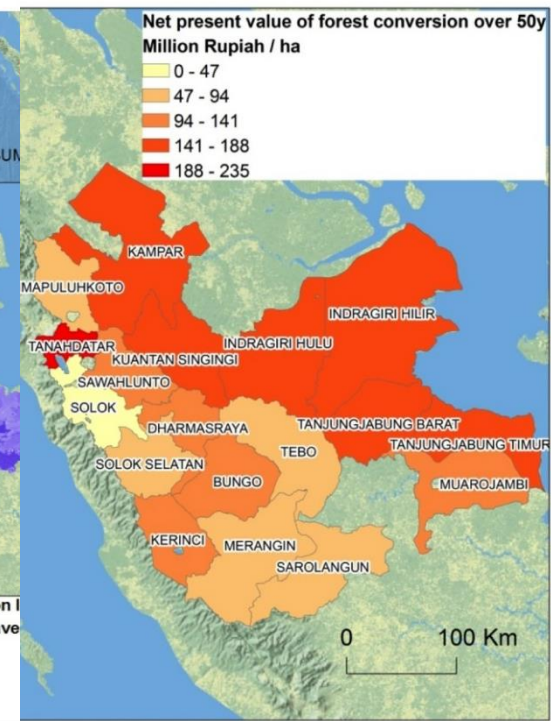 Net present value of forest conversion over 50y
Million Rupiah / ha
0 - 47
47 - 94
94 - 141
141 - 188
188 - 235
UM
KAMPAR
MAPULUHKOTO
INDRAGIRI HILIR
TANAHDATAR
INDRAGIRI HULU
KUANTAN SINGINGI
SAWAHLUNTO
SOLOK
DHARMASRAYA
TANJUNGJABUNG BARAT
TANJUNGJABUNG TIMUR
TEBO
SOLOK SELATAN
BUNGO
MUAROJAMBI
KERINCI
MERANGIN
SAROLANGUN
n l
ve
0 100 Km